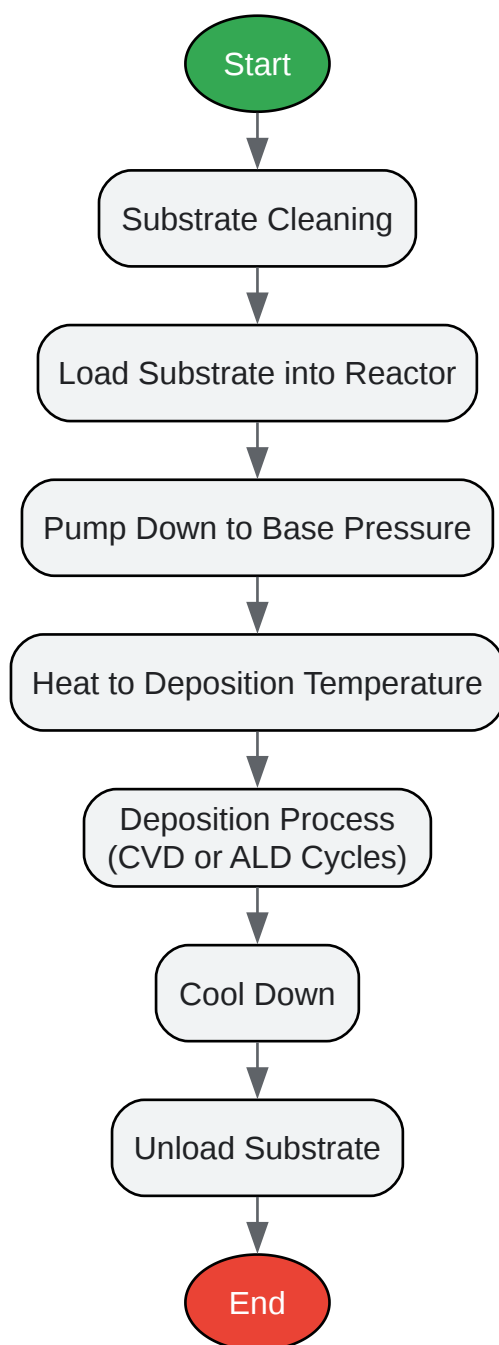 Start
Substrate Cleaning
Load Substrate into Reactor
Pump Down to Base Pressure
Heat to Deposition Temperature
Deposition Process
(CVD or ALD Cycles)
Cool Down
Unload Substrate
End